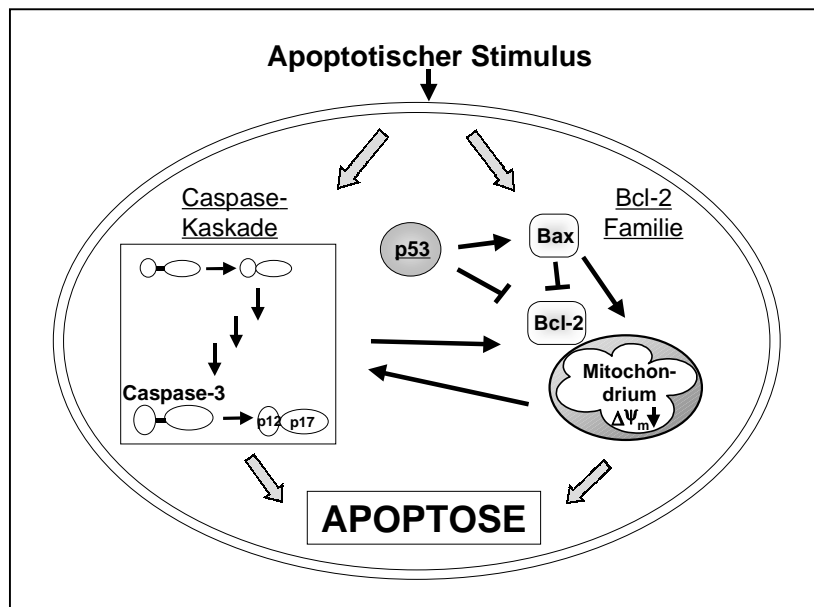 Apoptotischer Stimulus
Caspase-
Kaskade
Bcl-2
Familie
p53
Bax
Bcl-2
Caspase-3
p12 p17
Mitochon-
drium
ΔΨm
APOPTOSE